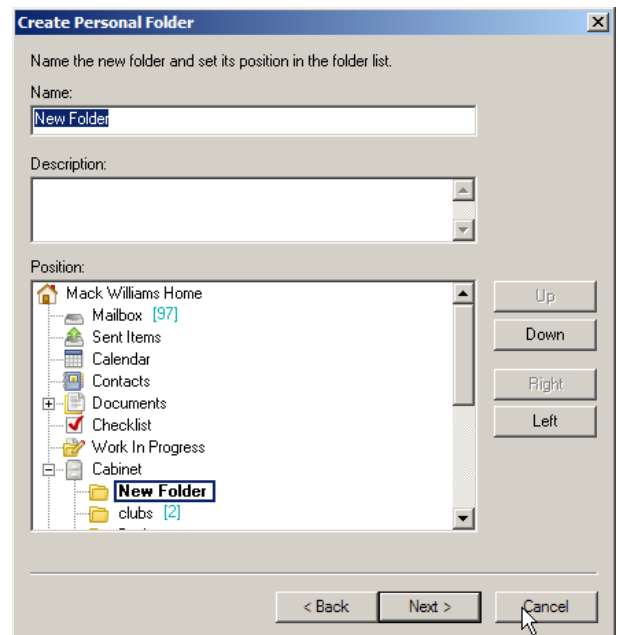 Create Personal Folder
Name the new folder and set its position in the folder list.
Name:
New Folder
Description:
Position:
Mack Williams Home
Mailbox [97]
Sent Items
Calendar
Contacts
Documents
Checklist
Work In Progress
Cabinet
New Folder
clubs [2]
Up
Down
Right
Left
< Back
Next >
Cancel